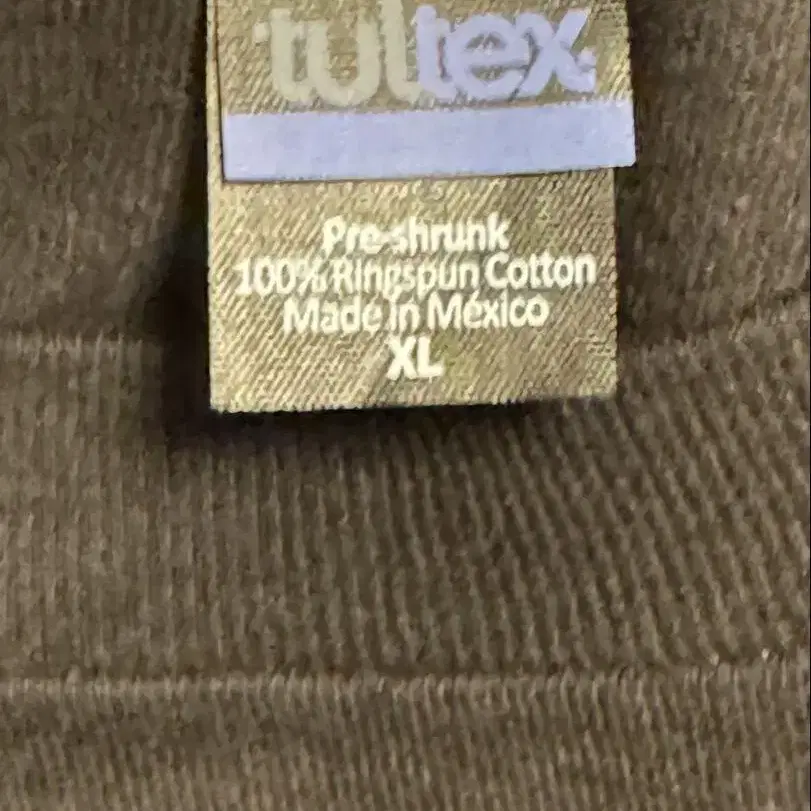 tultex
Pre-shrunk
100% Ringspun Cotton
Made in México
XL